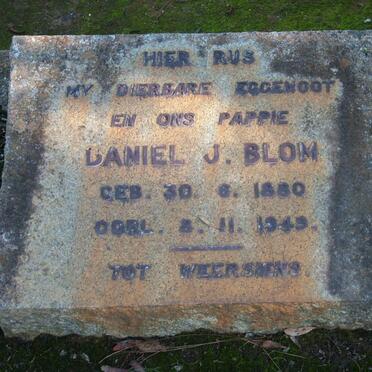 HIER RUS
MY DIERBARE EGGENOOT
EN ONS PAPPIE
DANIEL J. BLOM
GEB. 30. 6. 1880
OORL. 2. 11. 1949.
TOT WEERSIENS